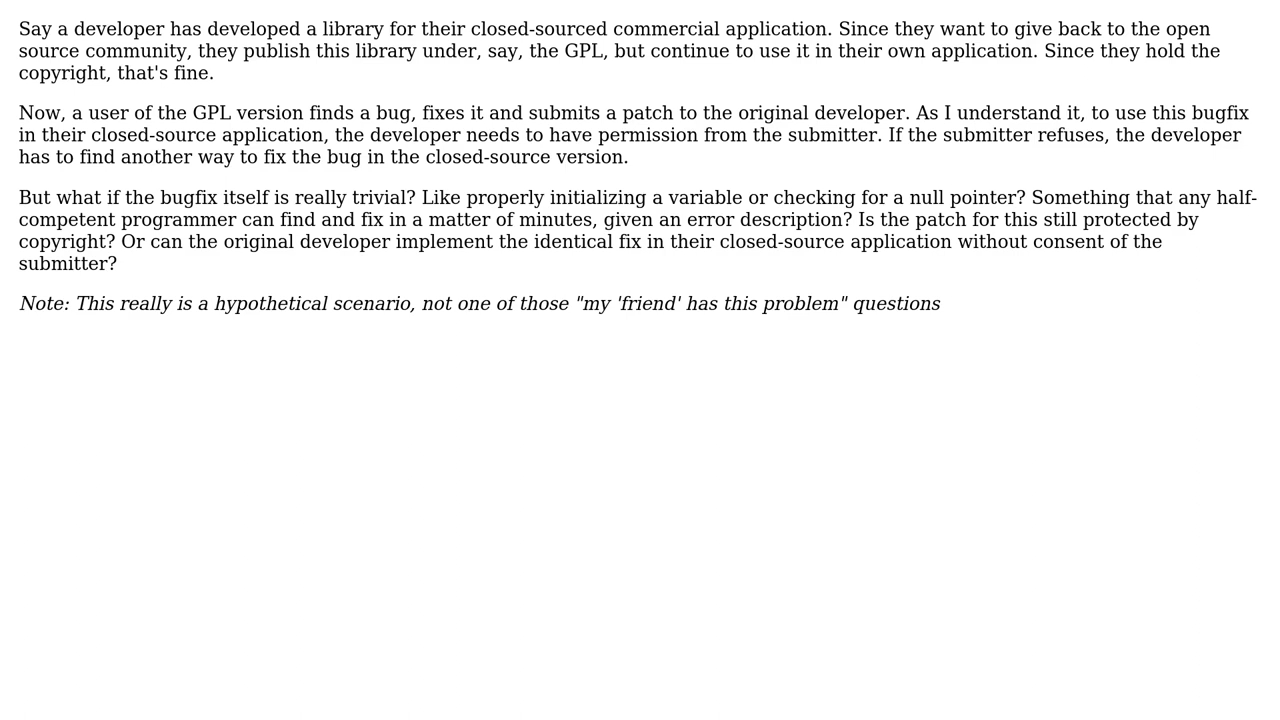 Say a developer has developed a library for their closed-sourced commercial application. Since they want to give back to the open
source community, they publish this library under, say, the GPL, but continue to use it in their own application. Since they hold the
copyright, that's fine.
Now, a user of the GPL version finds a bug, fixes it and submits a patch to the original developer. As I understand it, to use this bugfix
in their closed-source application, the developer needs to have permission from the submitter. If the submitter refuses, the developer
has to find another way to fix the bug in the closed-source version.
But what if the bugfix itself is really trivial? Like properly initializing a variable or checking for a null pointer? Something that any half-
competent programmer can find and fix in a matter of minutes, given an error description? Is the patch for this still protected by
copyright? Or can the original developer implement the identical fix in their closed-source application without consent of the
submitter?
Note: This really is a hypothetical scenario, not one of those "my 'friend' has this problem" questions